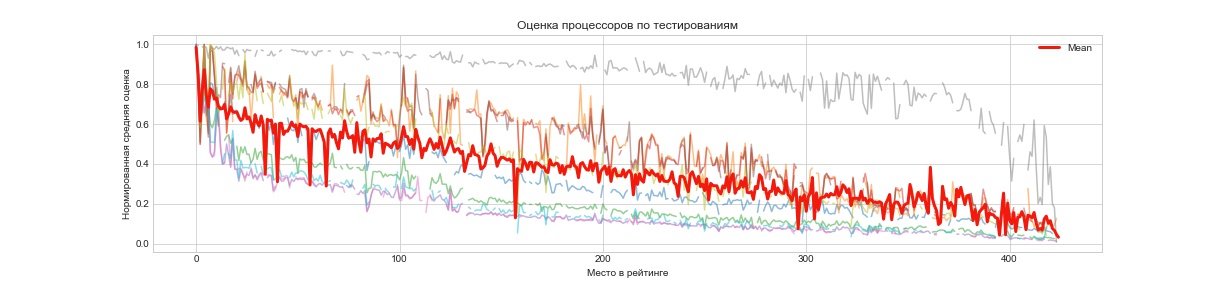 Оценка процессоров по тестированиям
Mean
Нормированная средняя оценка
1.0
0.8
0.6
0.4
0.2
0.0
0
100
200
300
400
Место в рейтинге